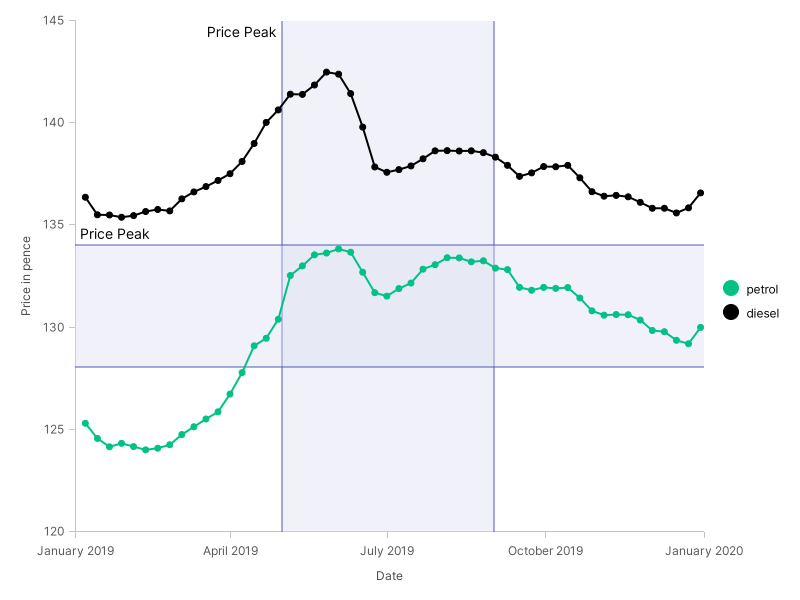 145
Price Peak
140
135
Price Peak
Price in pence
130
petrol
diesel
125
120
January 2019
April 2019
July 2019
October 2019
January 2020
Date